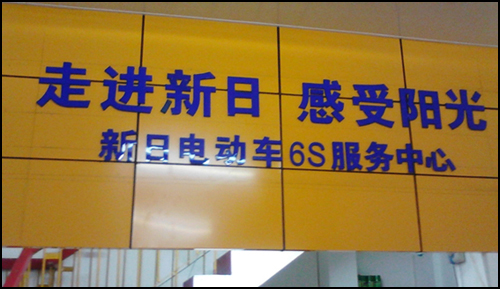 走进新日 感受阳光
新日电动车6S服务中心